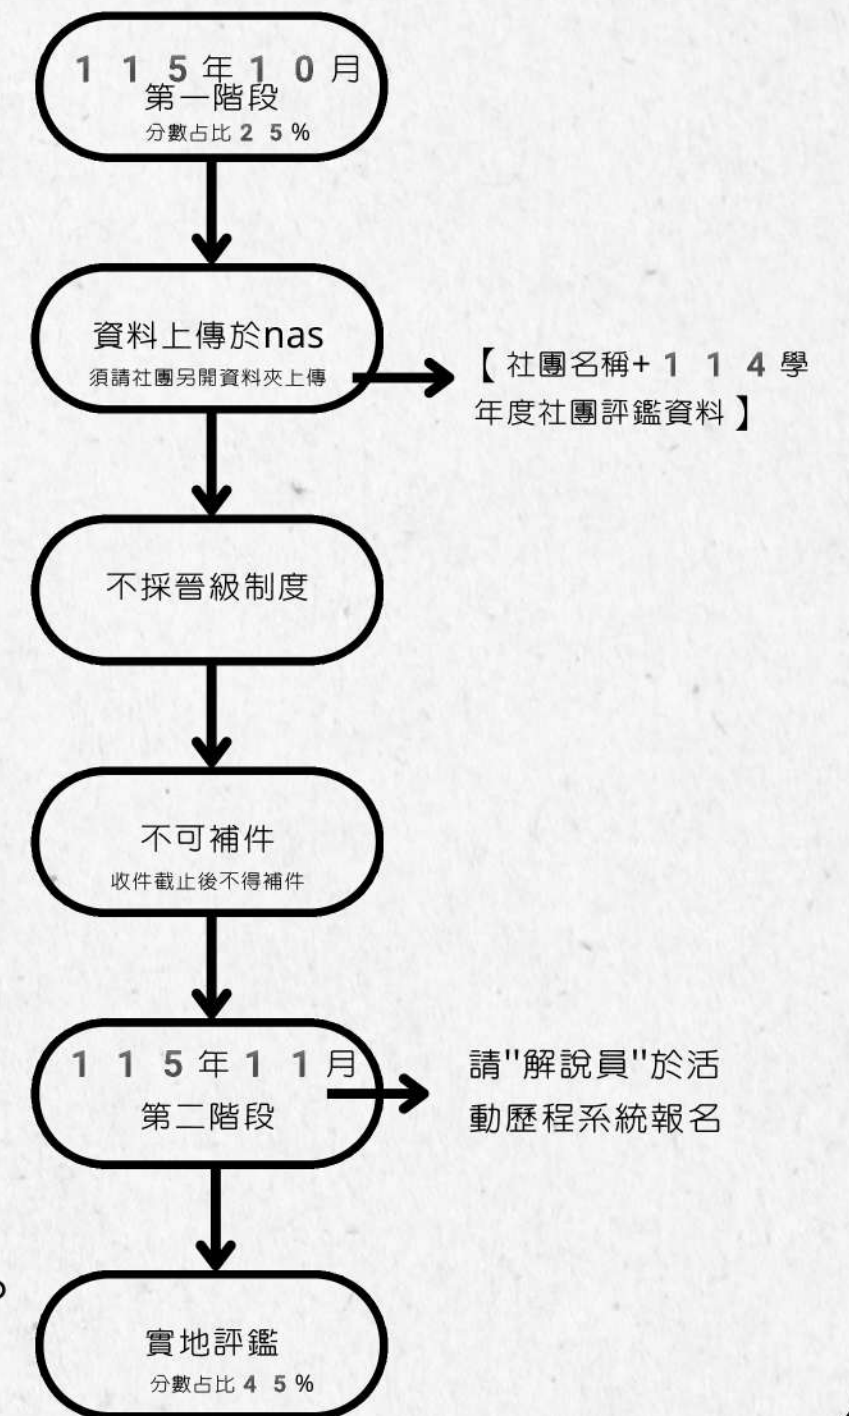 115年10月
第一階段
分數占比25%
資料上傳於nas
須請社團另開資料夾上傳
【社團名稱+114學
年度社團評鑑資料】
不採晉級制度
不可補件
收件截止後不得補件
115年11月
第二階段
請"解說員"於活
動歷程系統報名
。
實地評鑑
分數占比45%